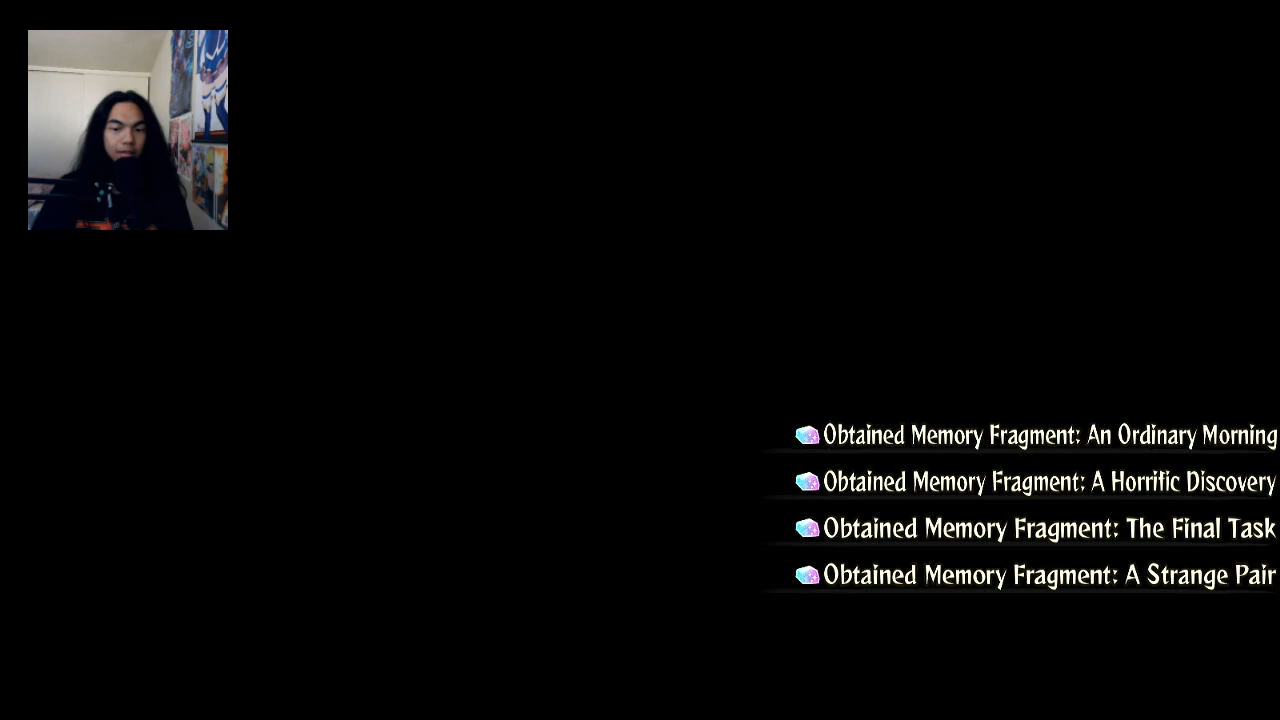 Obtained Memory Fragment: An Ordinary Morning
Obtained Memory Fragment: A Horrific Discovery
Obtained Memory Fragment: The Final Task
Obtained Memory Fragment: A Strange Pair